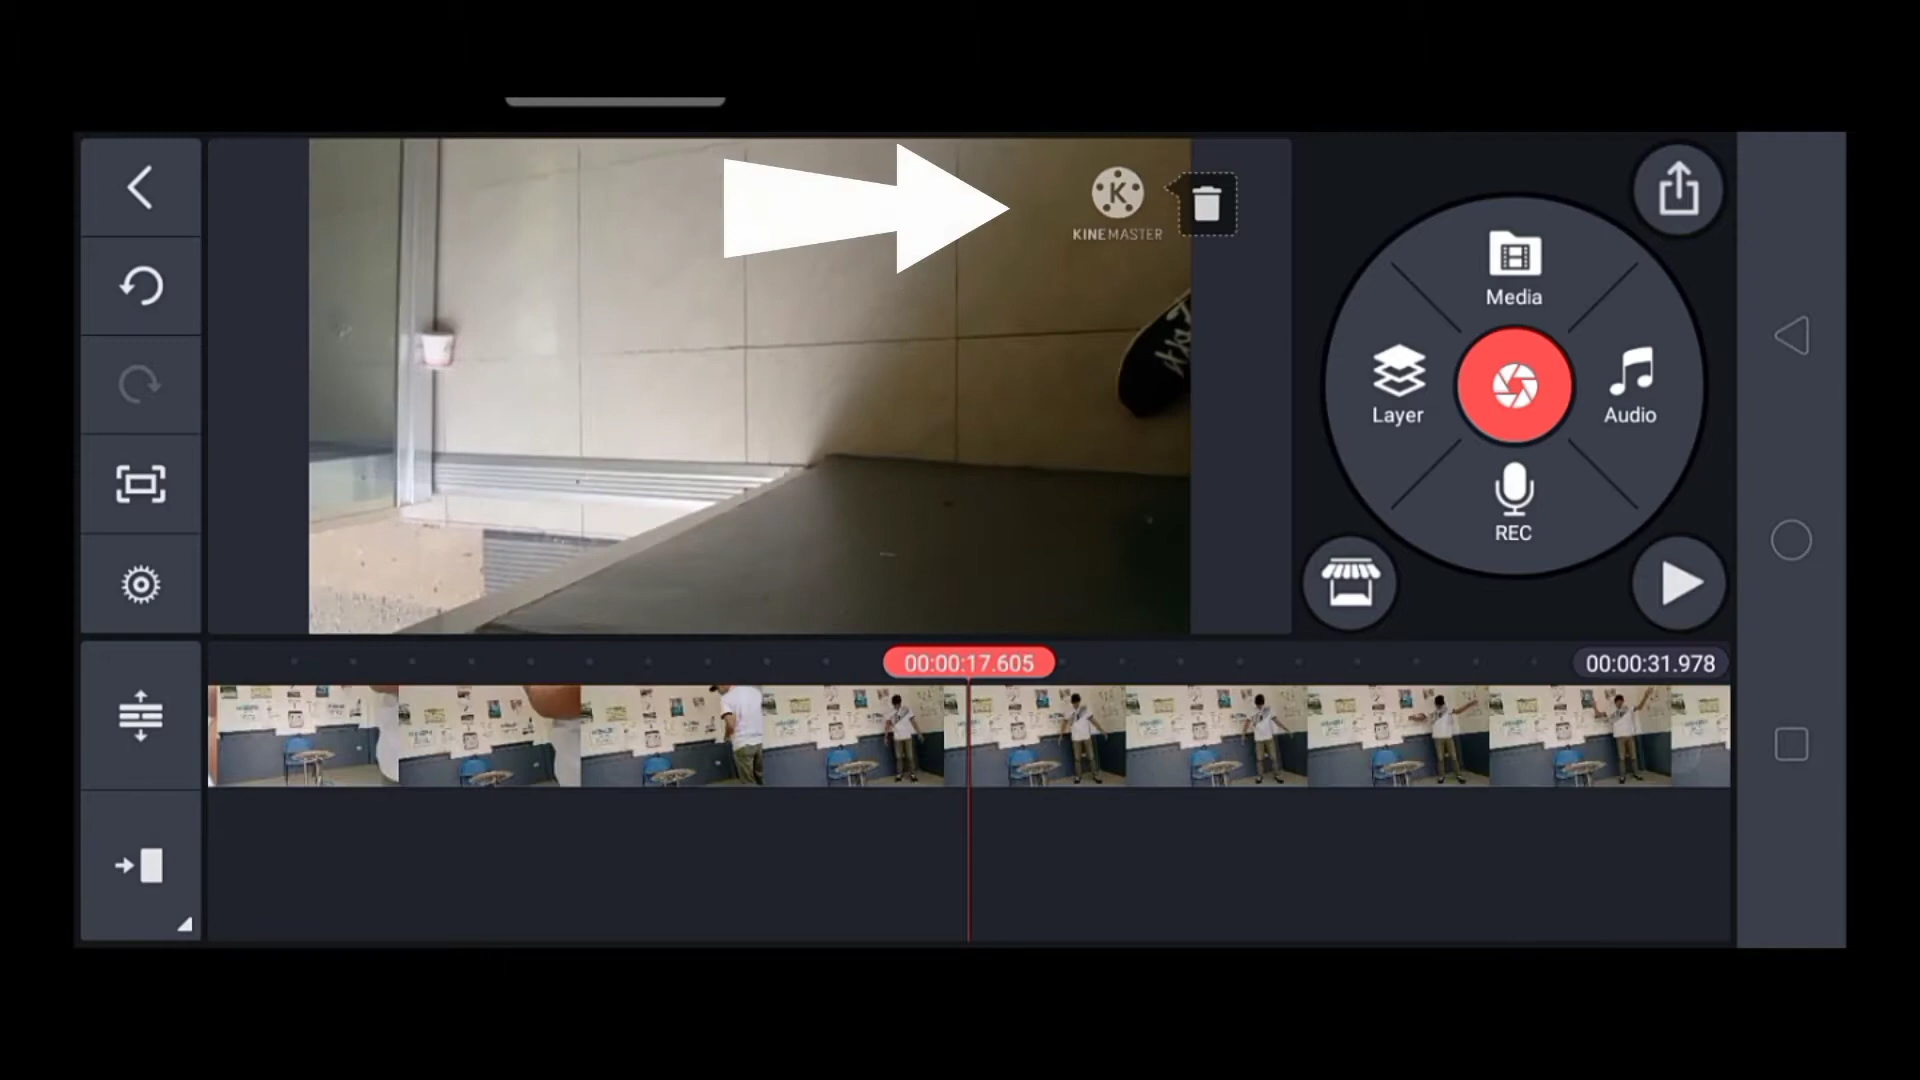 K
KINEMASTER
Media
Layer
Audio
REC
00:00:17.605
00:00:31.978